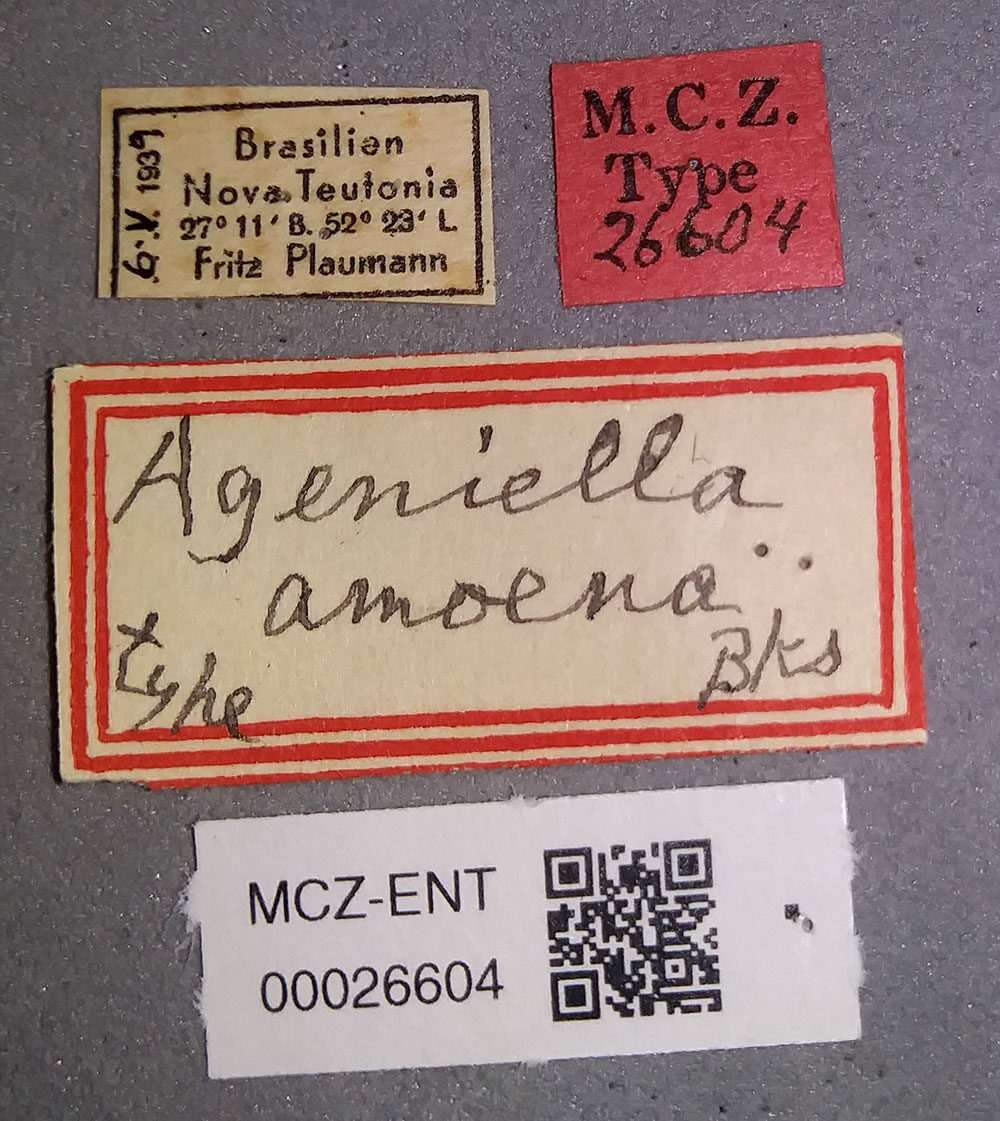 6.V. 1939
Brasilien
Nova Teutonia
27° 11' B. 52° 23' L
Fritz Plaumann
M.C.Z.
Type
26604
Ageniella
amoena
type
Bks
MCZ-ENT
00026604